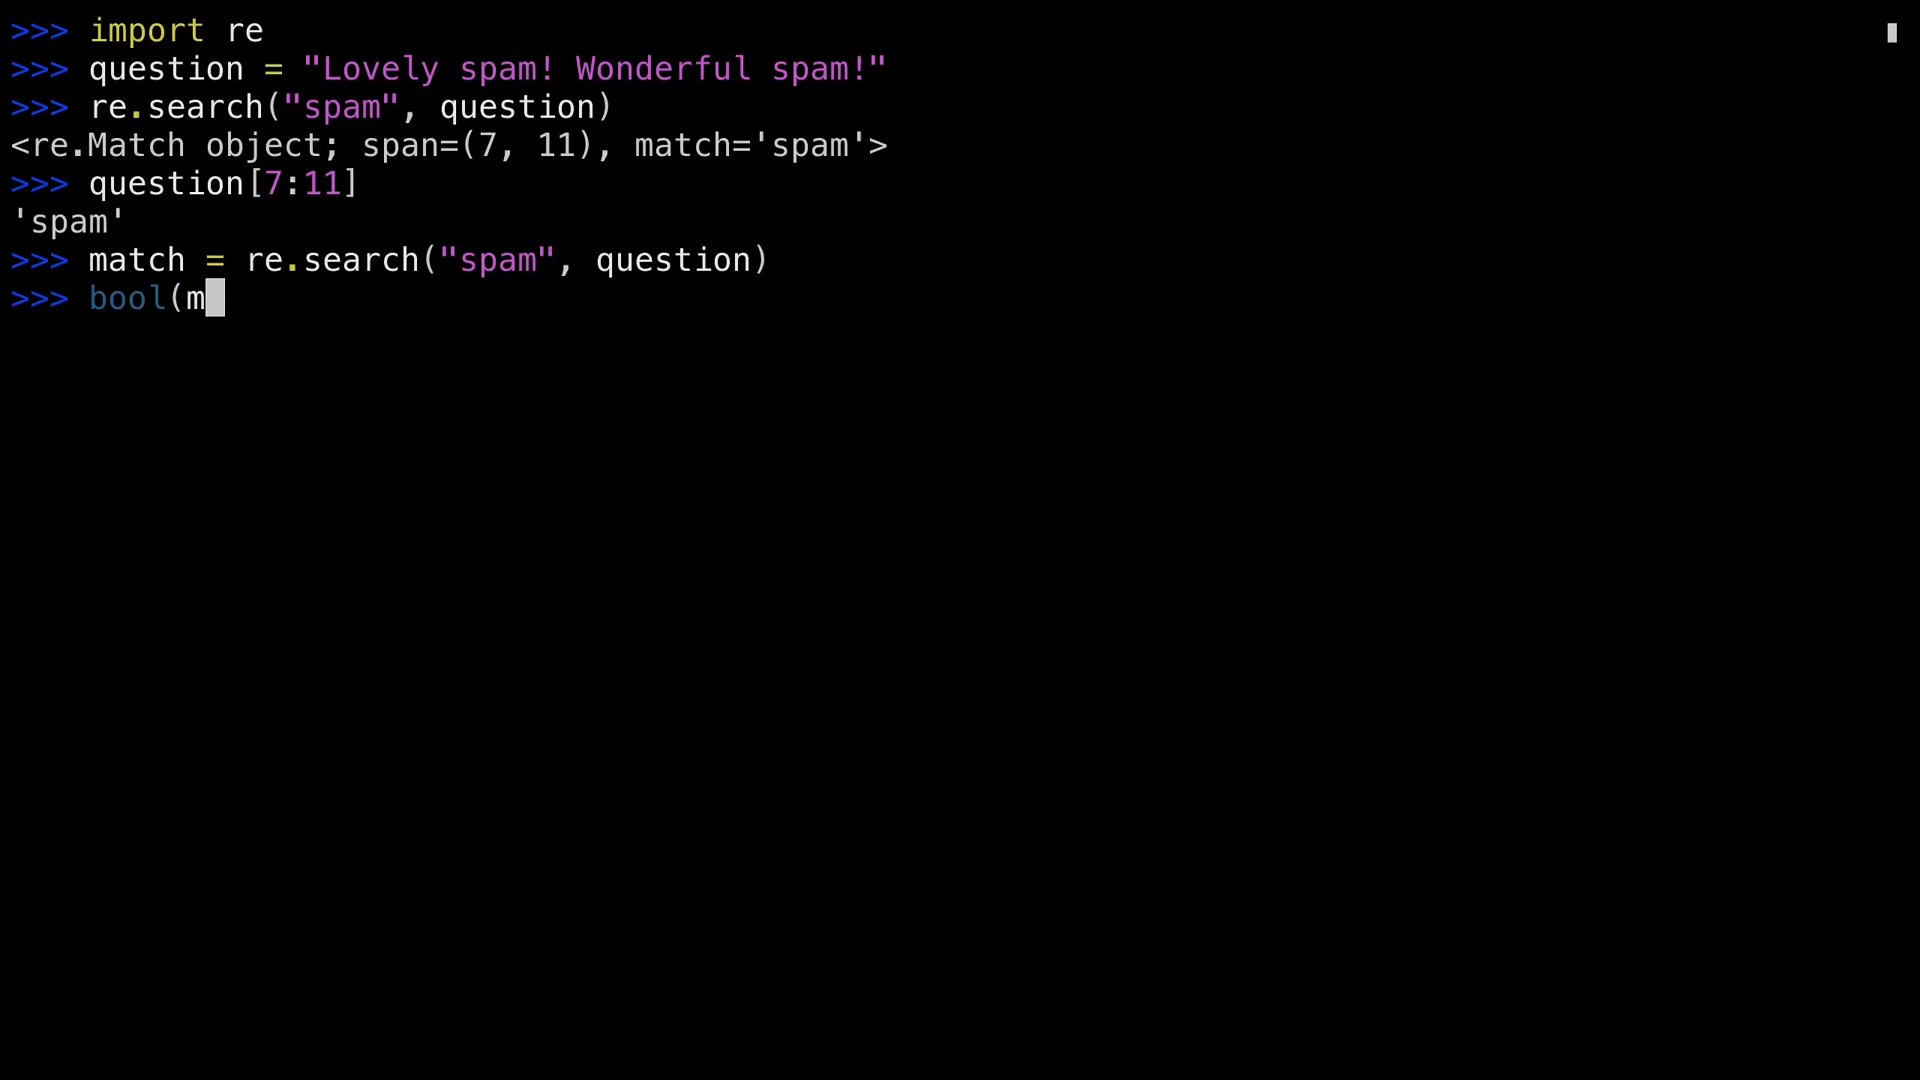 >>> import re
>>> question = "Lovely spam! Wonderful spam!"
>>> re.search("spam", question)
<re.Match object; span=(7, 11), match='spam'>
>>> question[7:11]
'spam'
>>> match = re.search("spam", question)
>>> bool(m